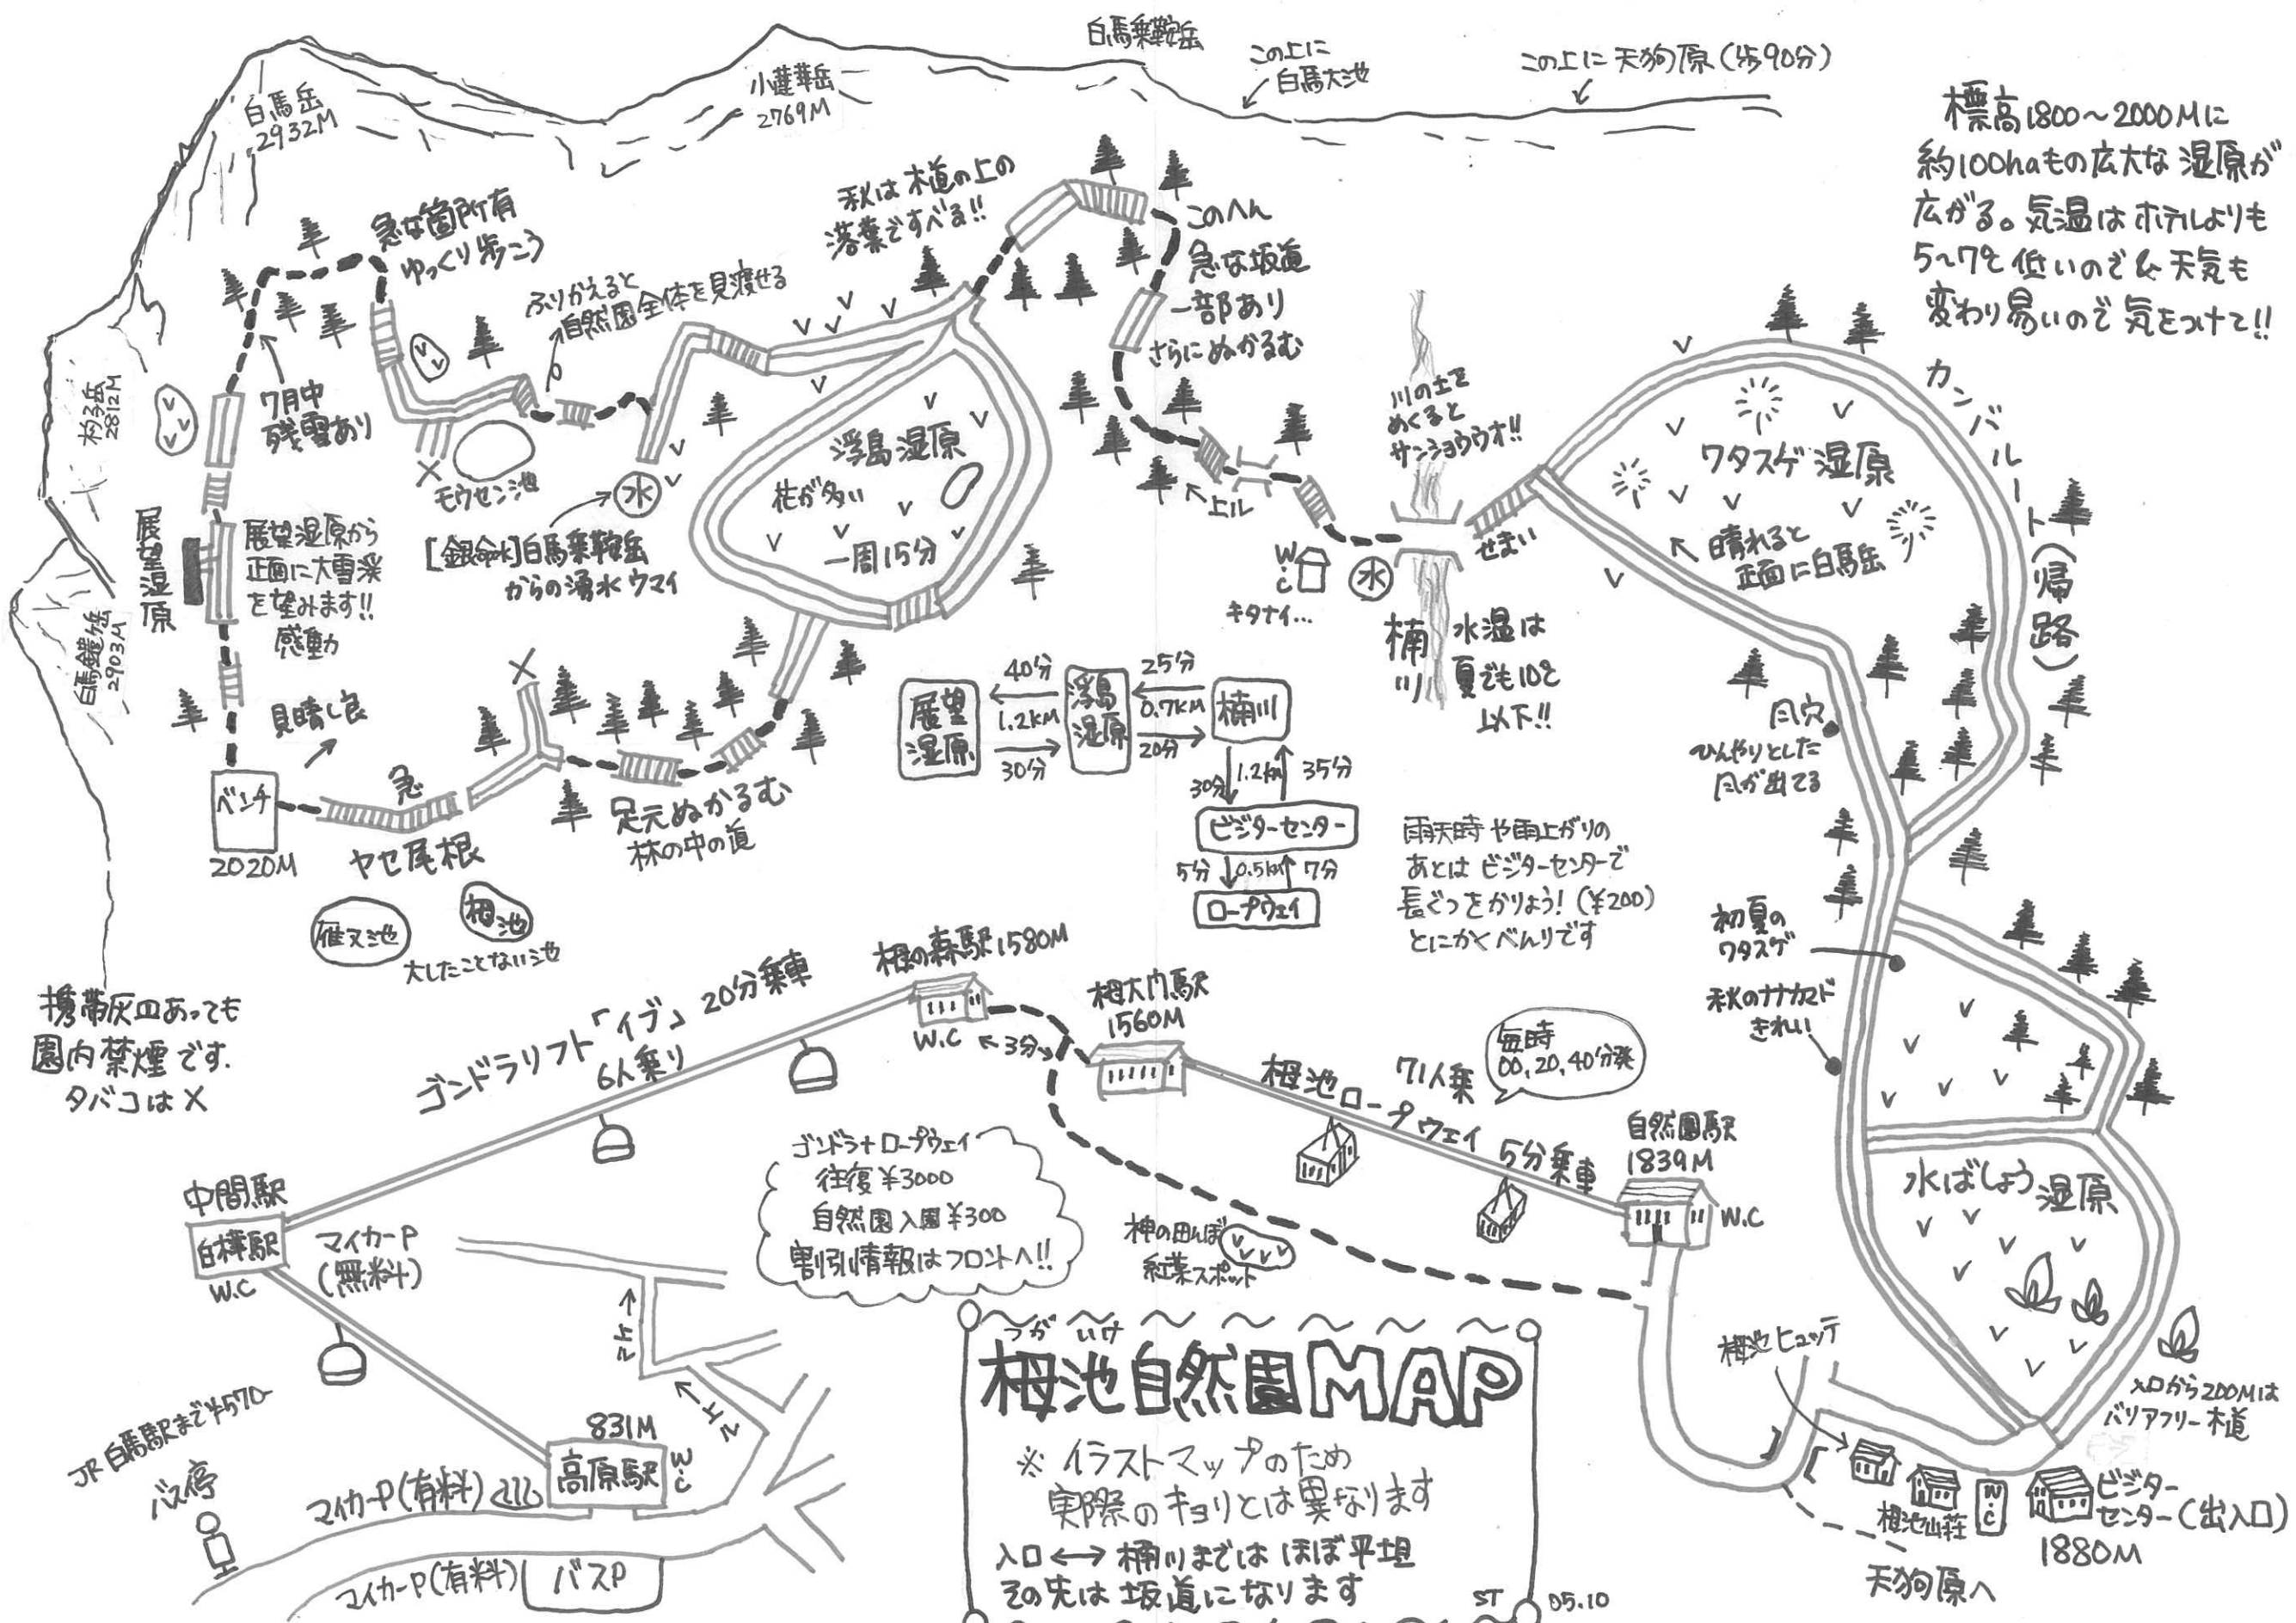 白馬乗鞍岳
この上に
白馬大池
この上に 天狗原 (歩90分)
白馬岳
2932M
小蓮華岳
2769M
標高1800～2000Mに
約100haもの広大な湿原が
広がる。気温はホテルよりも
5～7℃低いので& 天気も
変わり易いので気をつけて!!
急な箇所有
ゆっくり歩こう
秋は木道の上の
落葉ですべる!!
このへん
急な坂道
一部あり
さらにぬかるむ
ふりかえると
自然園全体を見渡せる
7月中
残雪あり
杓子岳
2812M
白馬鑓ヶ岳
2903M
モウセン池
水
[銀命水]白馬乗鞍岳
からの湧水ウマイ
浮島湿原
花が多い
一周15分
上ル
川の土を
めくると
サンショウウオ!!
せまい
W.C
キタナイ…
水
楠川
水温は
夏でも10℃
以下!!
ワタスゲ湿原
晴れると
正面に白馬岳
カンバルート(帰路)
展望湿原
展望湿原から
正面に大雪渓
を望みます!!
感動
見晴し良
ベンチ
2020M
急
ヤセ尾根
足元ぬかるむ
林の中の道
雁又池
栂池
大したことない池
展望
湿原
40分
1.2KM
30分
浮島
湿原
25分
0.7KM
20分
楠川
30分
1.2km
35分
ビジターセンター
5分
0.5km
7分
ロープウェイ
雨天時や雨上がりの
あとはビジターセンターで
長ぐつをかりよう! (¥200)
とにかくべんりです
風穴
ひんやりとした
風が出てる
初夏の
ワタスゲ
秋のナナカマド
きれい
携帯灰皿あっても
園内禁煙です.
タバコは×
ゴンドラリフト「イブ」 20分乗車
6人乗り
栂の森駅1580M
W.C
3分
栂大門駅
1560M
栂池ロープウェイ
71人乗
5分乗車
毎時
00, 20, 40分発
自然園駅
1839M
W.C
水ばしょう湿原
中間駅
白樺駅
W.C
マイカーP
(無料)
ゴンドラ+ロープウェイ
往復¥3000
自然園入園¥300
割引情報はフロントへ!!
神の田んぼ
紅葉スポット
上ル
上ル
JR白馬駅まで¥570-
バス停
831M
高原駅
W.C
マイカーP(有料)
マイカーP(有料)
バスP
つがいけ
栂池自然園MAP
※イラストマップのため
実際のキョリとは異なります
入口⟷楠川まではほぼ平坦
その先は坂道になります
ST
05.10
栂池ヒュッテ
栂池山荘
W.C
ビジター
センター(出入口)
1880M
天狗原へ
入口から200Mは
バリアフリー木道